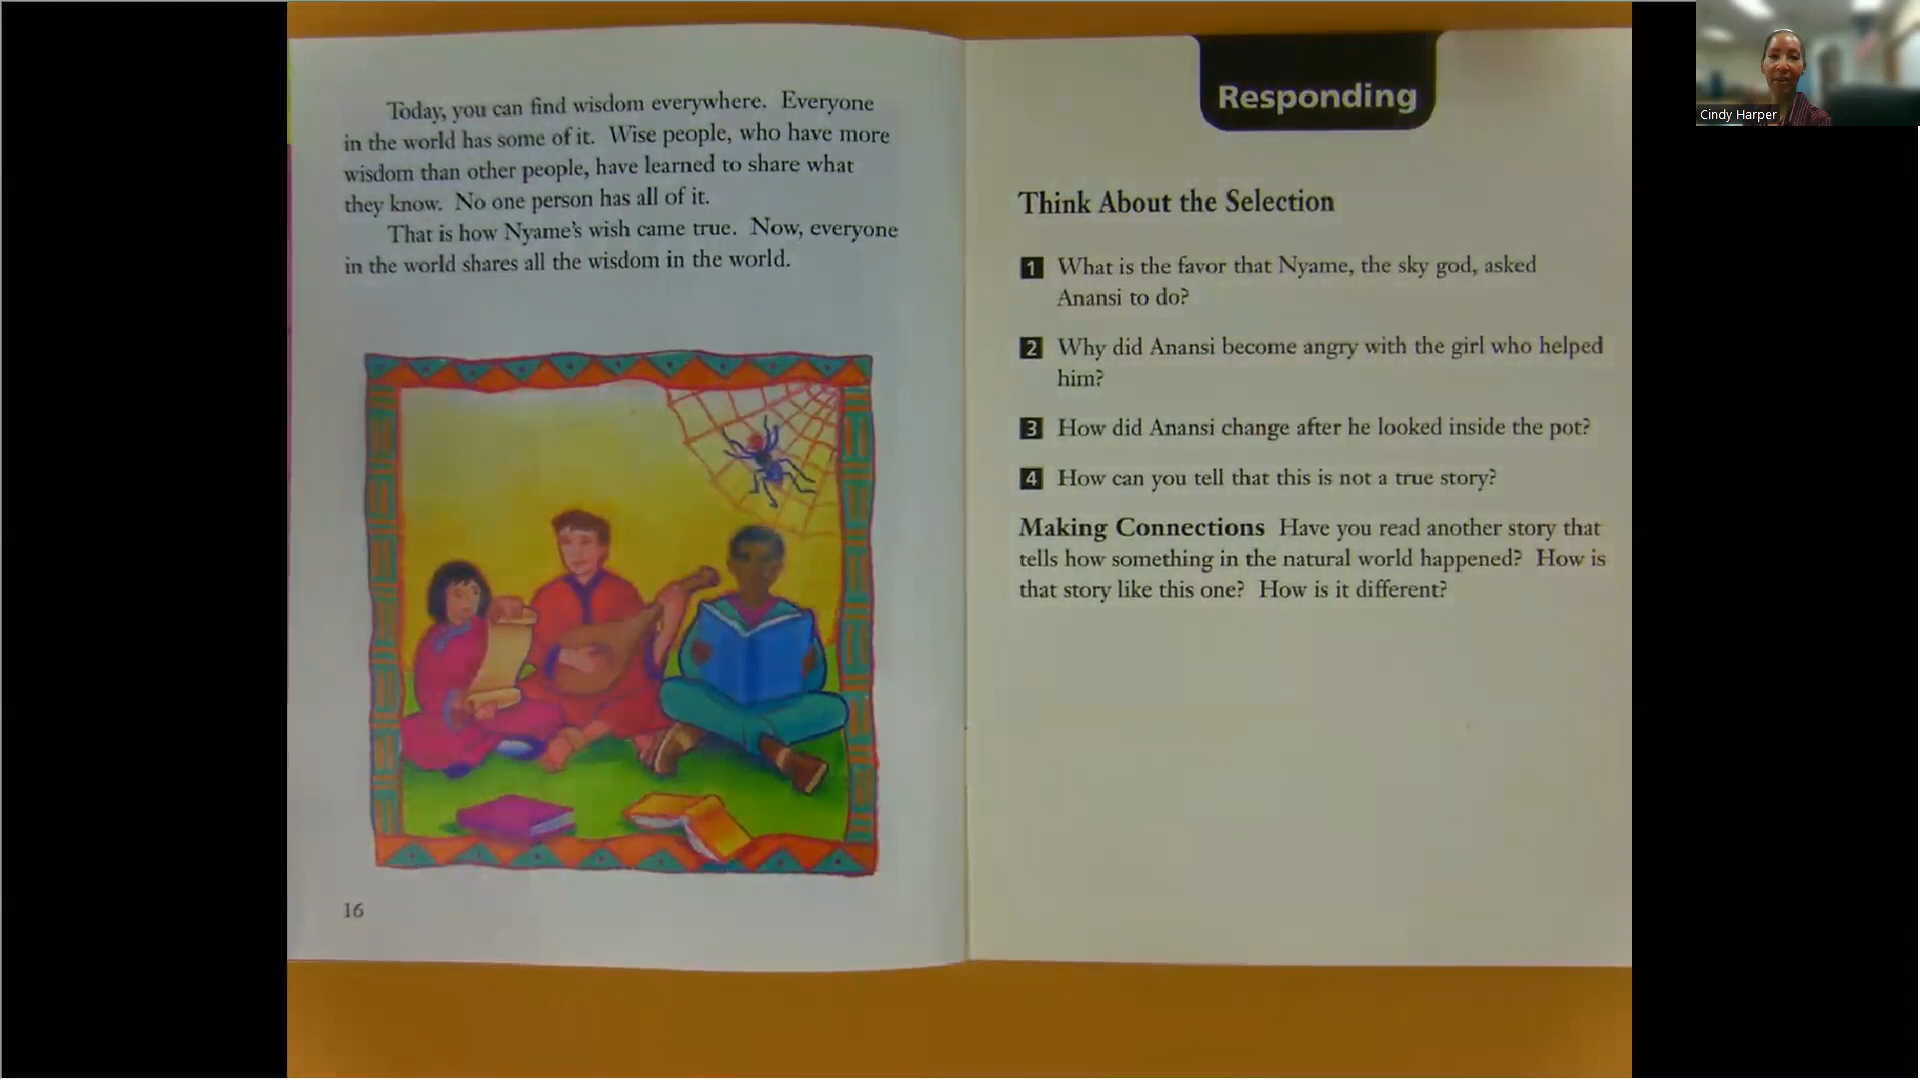 Today, you can find wisdom everywhere. Everyone
in the world has some of it. Wise people, who have more
wisdom than other people, have learned to share what
they know. No one person has all of it.
That is how Nyame's wish came true. Now, everyone
in the world shares all the wisdom in the world.
16
Responding
Think About the Selection
1 What is the favor that Nyame, the sky god, asked
Anansi to do?
2 Why did Anansi become angry with the girl who helped
him?
3 How did Anansi change after he looked inside the pot?
4 How can you tell that this is not a true story?
Making Connections Have you read another story that
tells how something in the natural world happened? How is
that story like this one? How is it different?
Cindy Harper